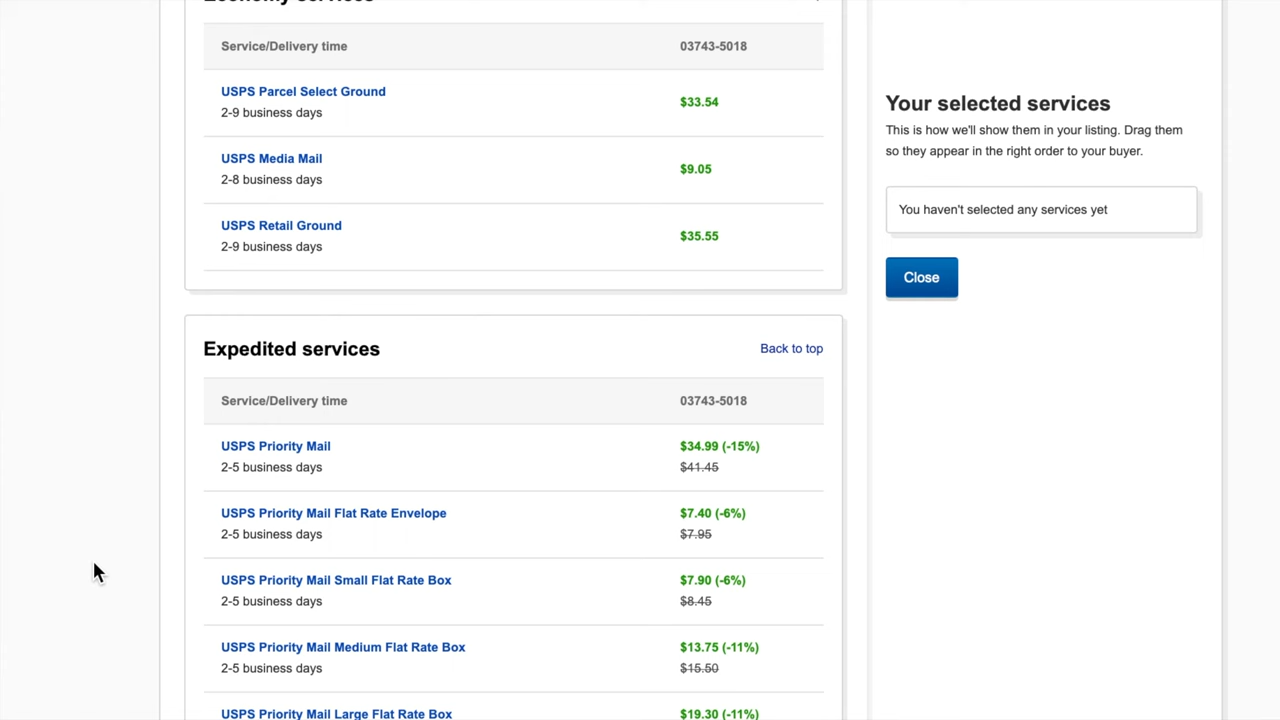 Economy services
Service/Delivery time 03743-5018
USPS Parcel Select Ground
2-9 business days
$33.54
USPS Media Mail
2-8 business days
$9.05
USPS Retail Ground
2-9 business days
$35.55
Expedited services
Back to top
Service/Delivery time 03743-5018
USPS Priority Mail
2-5 business days
$34.99 (-15%)
$41.45
USPS Priority Mail Flat Rate Envelope
2-5 business days
$7.40 (-6%)
$7.95
USPS Priority Mail Small Flat Rate Box
2-5 business days
$7.90 (-6%)
$8.45
USPS Priority Mail Medium Flat Rate Box
2-5 business days
$13.75 (-11%)
$15.50
USPS Priority Mail Large Flat Rate Box
$19.30 (-11%)
Your selected services
This is how we'll show them in your listing. Drag them
so they appear in the right order to your buyer.
You haven't selected any services yet
Close